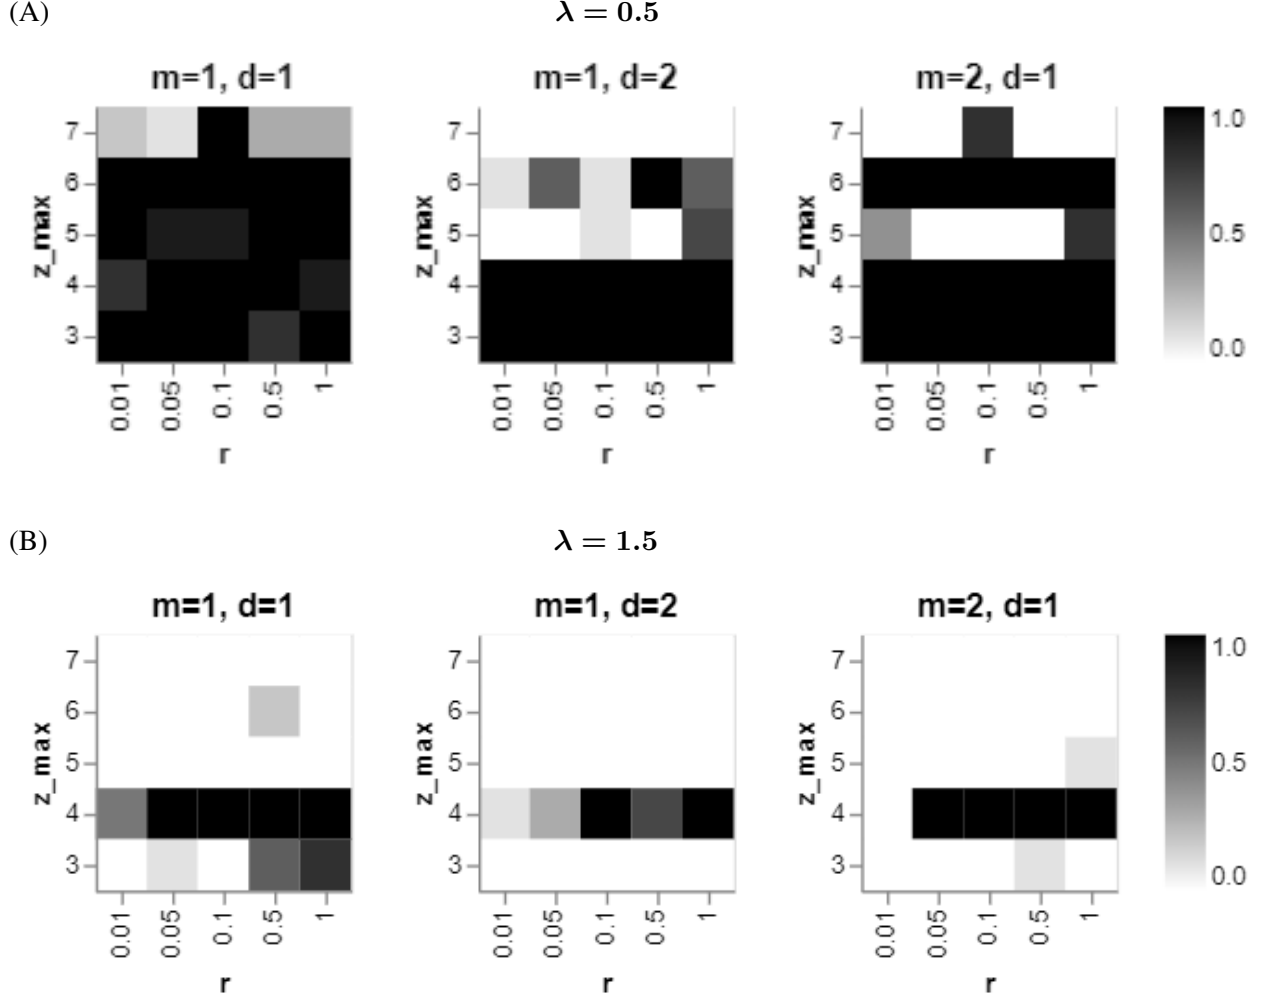 (A) λ = 0.5
m=1, d=1 m=1, d=2 m=2, d=1
7 7 7 1.0
6 6 6
z_max 5 z_max 5 z_max 5 0.5
4 4 4
3 3 3 0.0
0.01 0.05 0.1 0.5 1 0.01 0.05 0.1 0.5 1 0.01 0.05 0.1 0.5 1
r r r
(B) λ = 1.5
m=1, d=1 m=1, d=2 m=2, d=1
7 7 7 1.0
6 6 6
z_max 5 z_max 5 z_max 5 0.5
4 4 4
3 3 3 0.0
0.01 0.05 0.1 0.5 1 0.01 0.05 0.1 0.5 1 0.01 0.05 0.1 0.5 1
r r r